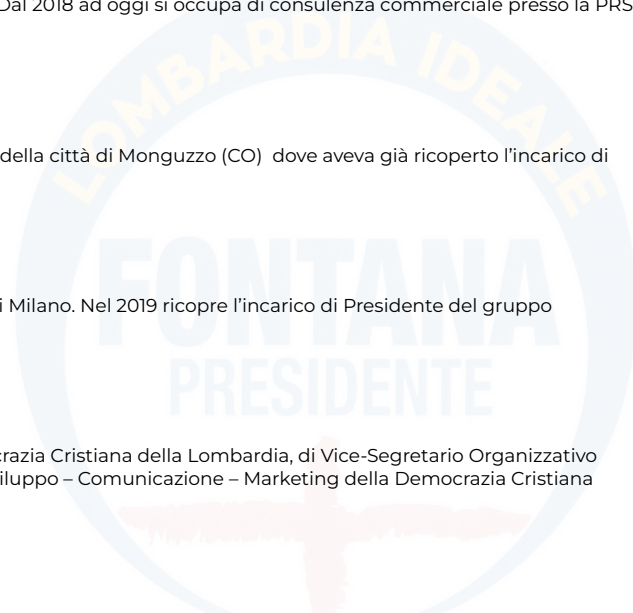 Dal 2018 ad oggi si occupa di consulenza commerciale presso la PRS
LOMBARDIA IDEALE
della città di Monguzzo (CO) dove aveva già ricoperto l'incarico di
FONTANA
i Milano. Nel 2019 ricopre l'incarico di Presidente del gruppo
PRESIDENTE
crazia Cristiana della Lombardia, di Vice-Segretario Organizzativo
iluppo – Comunicazione – Marketing della Democrazia Cristiana